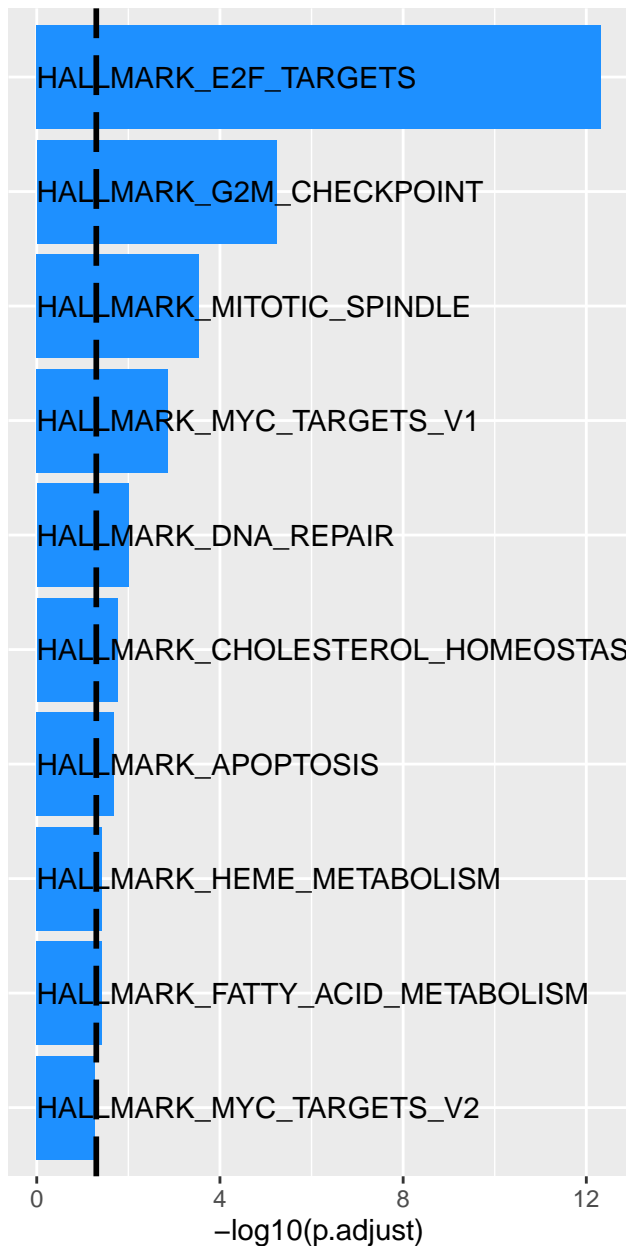 HALLMARK_E2F_TARGETS
HALLMARK_G2M_CHECKPOINT
HALLMARK_MITOTIC_SPINDLE
HALLMARK_MYC_TARGETS_V1
HALLMARK_DNA_REPAIR
HALLMARK_CHOLESTEROL_HOMEOSTAS
HALLMARK_APOPTOSIS
HALLMARK_HEME_METABOLISM
HALLMARK_FATTY_ACID_METABOLISM
HALLMARK_MYC_TARGETS_V2
0 4 8 12
−log10(p.adjust)